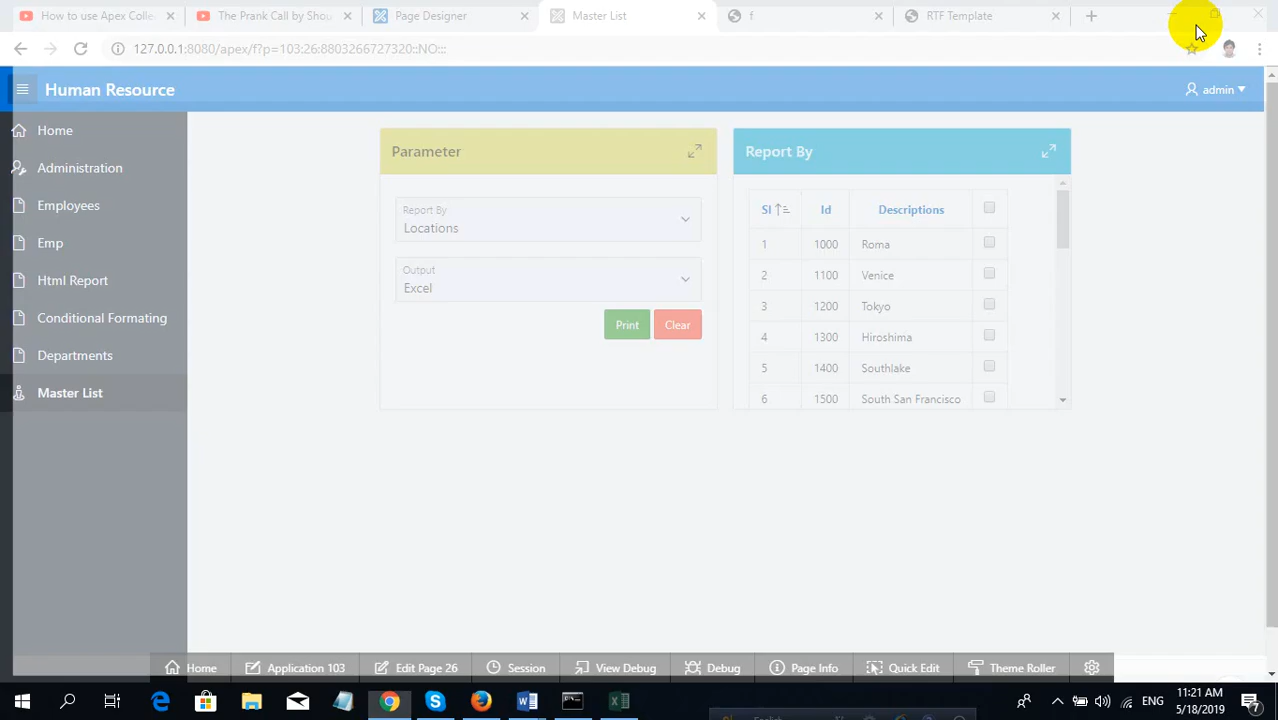 How to use Apex Colle
The Prank Call by Shou
Page Designer
Master List
f
RTF Template
127.0.0.1:8080/apex/f?p=103:26:8803266727320::NO:::
Human Resource
admin
Home
Administration
Employees
Emp
Html Report
Conditional Formating
Departments
Master List
Parameter
Report By
Locations
Output
Excel
Print
Clear
Report By
Sl Id Descriptions
1 1000 Roma
2 1100 Venice
3 1200 Tokyo
4 1300 Hiroshima
5 1400 Southlake
6 1500 South San Francisco
Home
Application 103
Edit Page 26
Session
View Debug
Debug
Page Info
Quick Edit
Theme Roller
ENG
11:21 AM
5/18/2019
7
English